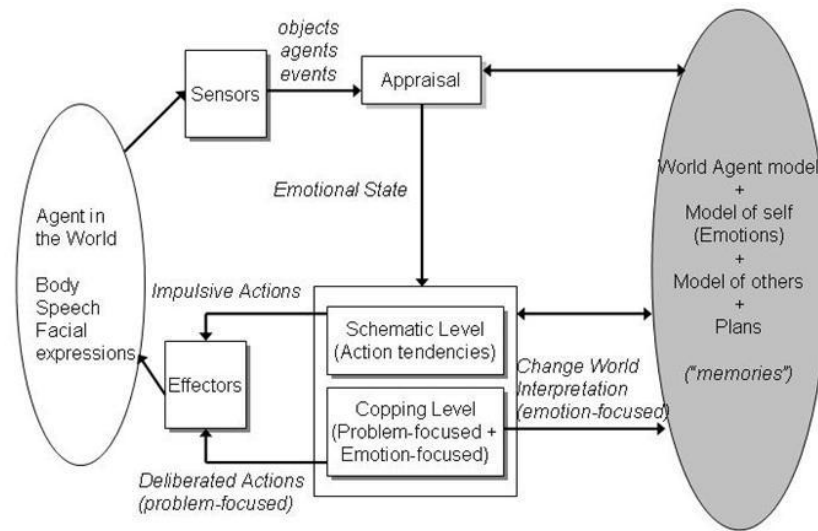 objects
agents
events
Sensors
Appraisal
Emotional State
Agent in
the World
Body
Speech
Facial
expressions
Impulsive Actions
Effectors
Deliberated Actions
(problem-focused)
Schematic Level
(Action tendencies)
Copping Level
(Problem-focused +
Emotion-focused)
Change World
Interpretation
(emotion-focused)
World Agent model
+
Model of self
(Emotions)
+
Model of others
+
Plans
("memories")